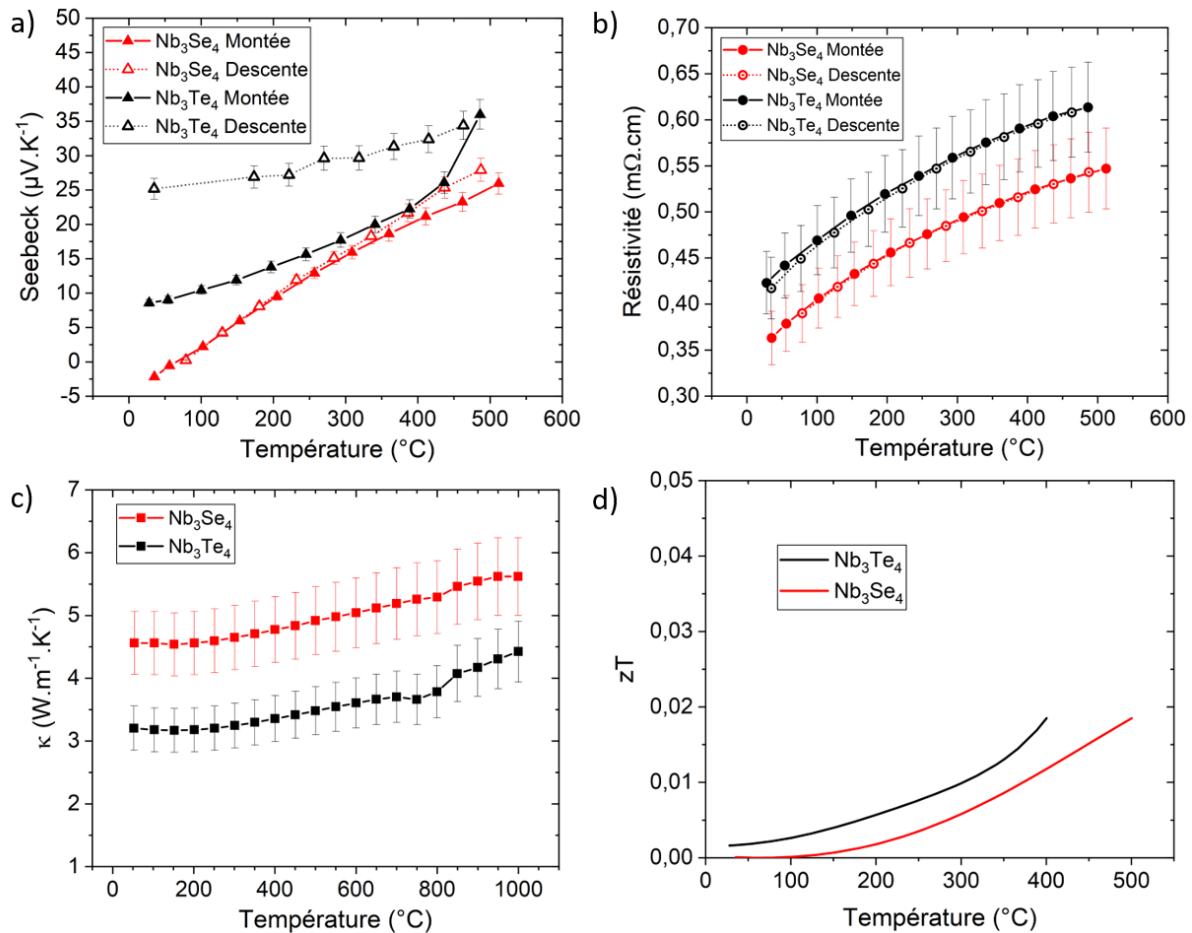 a)
50
45
40
35
30
25
20
15
10
5
0
-5
Seebeck (µV.K⁻¹)
Nb₃Se₄ Montée
Nb₃Se₄ Descente
Nb₃Te₄ Montée
Nb₃Te₄ Descente
0 100 200 300 400 500 600
Température (°C)
b)
0,70
0,65
0,60
0,55
0,50
0,45
0,40
0,35
0,30
Résistivité (mΩ.cm)
Nb₃Se₄ Montée
Nb₃Se₄ Descente
Nb₃Te₄ Montée
Nb₃Te₄ Descente
0 100 200 300 400 500 600
Température (°C)
c)
7
6
5
4
3
2
1
κ (W.m⁻¹.K⁻¹)
Nb₃Se₄
Nb₃Te₄
0 200 400 600 800 1000
Température (°C)
d)
0,05
0,04
0,03
0,02
0,01
0,00
zT
Nb₃Te₄
Nb₃Se₄
0 100 200 300 400 500
Température (°C)